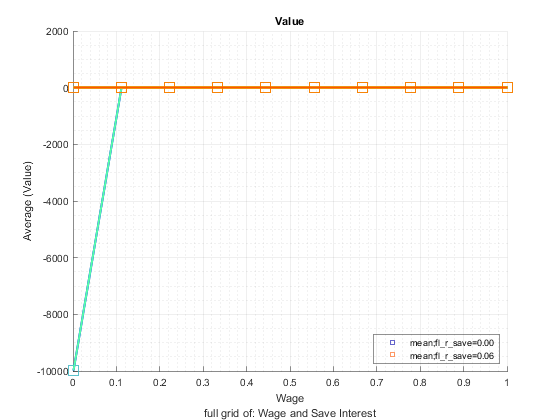 Value
2000
0
-2000
-4000
-6000
-8000
-10000
Average (Value)
0 0.1 0.2 0.3 0.4 0.5 0.6 0.7 0.8 0.9 1
mean;fl_r_save=0.00
mean;fl_r_save=0.06
Wage
full grid of: Wage and Save Interest